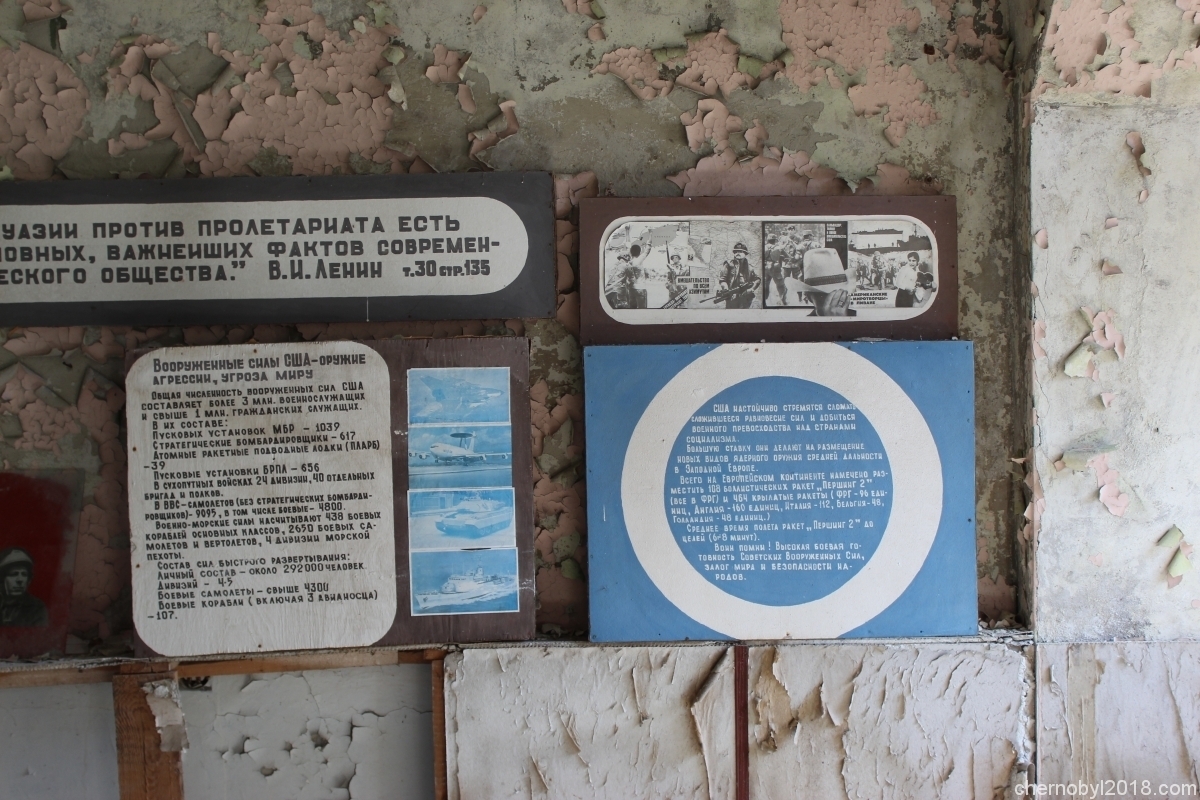 УАЗИИ ПРОТИВ ПРОЛЕТАРИАТА ЕСТЬ
НОВНЫХ, ВАЖНЕИШИХ ФАКТОВ СОВРЕМЕН-
ЕСКОГО ОБЩЕСТВА." В.И.ЛЕНИН Т.30 СТР.135
ВМЕШАТЕЛЬСТВО
ПО ВСЕМ
АЗИМУТАМ
АМЕРИКАНСКИЕ
"МИРОТВОРЦЫ"
В ЛИВАНЕ
ВООРУЖЕННЫЕ СИЛЫ США-ОРУЖИЕ
АГРЕССИИ, УГРОЗА МИРУ
ОБЩАЯ ЧИСЛЕННОСТЬ ВООРУЖЕННЫХ СИЛ США
СОСТАВЛЯЕТ БОЛЕЕ 3 МЛН. ВОЕННОСЛУЖАЩИХ
И СВЫШЕ 1 МЛН. ГРАЖДАНСКИХ СЛУЖАЩИХ.
В ИХ СОСТАВЕ:
ПУСКОВЫХ УСТАНОВОК МБР - 1039
СТРАТЕГИЧЕСКИЕ БОМБАРДИРОВЩИКИ - 617
АТОМНЫЕ РАКЕТНЫЕ ПОДВОДНЫЕ ЛОДКИ (ПЛАРБ)
-39
ПУСКОВЫЕ УСТАНОВКИ БРПЛ - 656
В СУХОПУТНЫХ ВОЙСКАХ 24 ДИВИЗИИ, 40 ОТДЕЛЬНЫХ
БРИГАД И ПОЛКОВ.
В ВВС-САМОЛЕТОВ (БЕЗ СТРАТЕГИЧЕСКИХ БОМБАРДИ-
РОВЩИКОВ)- 9095, В ТОМ ЧИСЛЕ БОЕВЫЕ- 4800.
ВОЕННО-МОРСКИЕ СИЛЫ НАСЧИТЫВАЮТ 438 БОЕВЫХ
КОРАБЛЕЙ ОСНОВНЫХ КЛАССОВ, 2650 БОЕВЫХ СА-
МОЛЕТОВ И ВЕРТОЛЕТОВ, 4 ДИВИЗИИ МОРСКОЙ
ПЕХОТЫ.
СОСТАВ СИЛ БЫСТРОГО РАЗВЕРТЫВАНИЯ:
ЛИЧНЫЙ СОСТАВ - ОКОЛО 292000 ЧЕЛОВЕК.
ДИВИЗИЙ - 4-5
БОЕВЫЕ САМОЛЕТЫ - СВЫШЕ 4300
БОЕВЫЕ КОРАБЛИ ( ВКЛЮЧАЯ 3 АВИАНОСЦА)
-107.
США НАСТОЙЧИВО СТРЕМЯТСЯ СЛОМАТЬ
СЛОЖИВШЕЕСЯ РАВНОВЕСИЕ СИЛ И ДОБИТЬСЯ
ВОЕННОГО ПРЕВОСХОДСТВА НАД СТРАНАМИ
СОЦИАЛИЗМА.
БОЛЬШУЮ СТАВКУ ОНИ ДЕЛАЮТ НА РАЗМЕЩЕНИЕ
НОВЫХ ВИДОВ ЯДЕРНОГО ОРУЖИЯ СРЕДНЕЙ ДАЛЬНОСТИ
В ЗАПАДНОЙ ЕВРОПЕ.
ВСЕГО НА ЕВРОПЕЙСКОМ КОНТИНЕНТЕ НАМЕЧЕНО РАЗ-
МЕСТИТЬ 108 БАЛЛИСТИЧЕСКИХ РАКЕТ „ПЕРШИНГ 2"
(ВСЕ В ФРГ) И 464 КРЫЛАТЫЕ РАКЕТЫ (ФРГ - 96 ЕДИ-
НИЦ, АНГЛИЯ - 160 ЕДИНИЦ, ИТАЛИЯ - 112, БЕЛЬГИЯ - 48,
ГОЛЛАНДИЯ - 48 ЕДИНИЦ.)
СРЕДНЕЕ ВРЕМЯ ПОЛЕТА РАКЕТ „ПЕРШИНГ 2" ДО
ЦЕЛЕЙ (6-8 МИНУТ).
ВОИН ПОМНИ ! ВЫСОКАЯ БОЕВАЯ ГО-
ТОВНОСТЬ СОВЕТСКИХ ВООРУЖЕННЫХ СИЛ,
ЗАЛОГ МИРА И БЕЗОПАСНОСТИ НА-
РОДОВ.
chernobyl2018.com